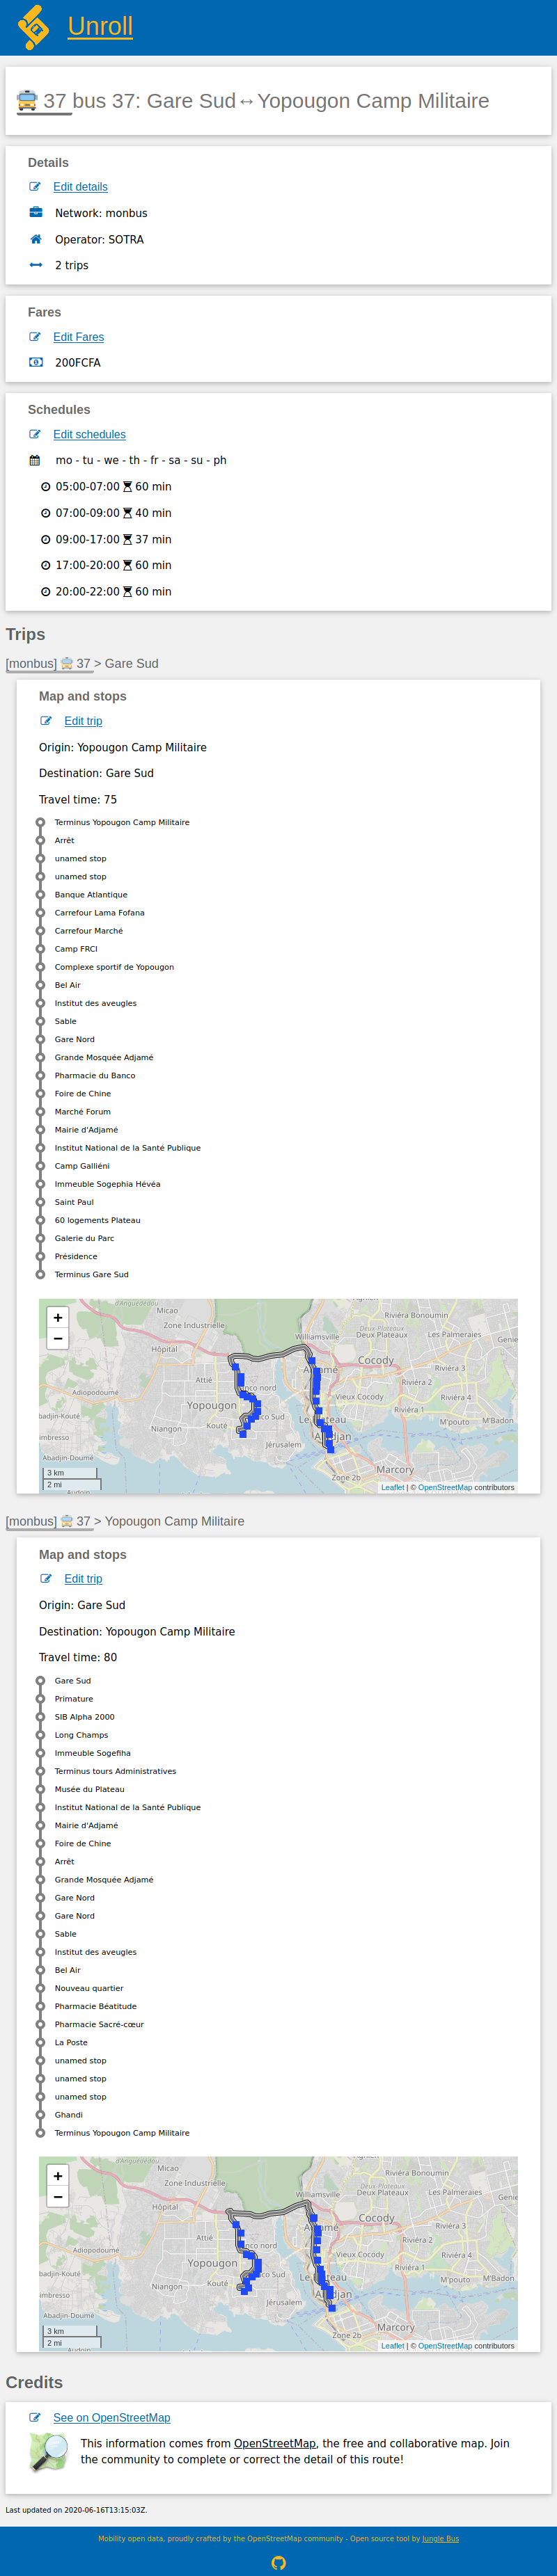 Unroll
37 bus 37: Gare Sud↔Yopougon Camp Militaire
Details
Edit details
Network: monbus
Operator: SOTRA
2 trips
Fares
Edit Fares
200FCFA
Schedules
Edit schedules
mo - tu - we - th - fr - sa - su - ph
05:00-07:00 60 min
07:00-09:00 40 min
09:00-17:00 37 min
17:00-20:00 60 min
20:00-22:00 60 min
Trips
[monbus] 37 > Gare Sud
Map and stops
Edit trip
Origin: Yopougon Camp Militaire
Destination: Gare Sud
Travel time: 75
Terminus Yopougon Camp Militaire
Arrêt
unamed stop
unamed stop
Banque Atlantique
Carrefour Lama Fofana
Carrefour Marché
Camp FRCI
Complexe sportif de Yopougon
Bel Air
Institut des aveugles
Sable
Gare Nord
Grande Mosquée Adjamé
Pharmacie du Banco
Foire de Chine
Marché Forum
Mairie d'Adjamé
Institut National de la Santé Publique
Camp Galliéni
Immeuble Sogephia Hévéa
Saint Paul
60 logements Plateau
Galerie du Parc
Présidence
Terminus Gare Sud
d'Anguédédou
Micao
Zone Industrielle
Riviéra Bonoumin
Williamsville
Deux Plateaux
Les Palmeraies
Hôpital
Cocody
Riviéra 3
Attié
Adiopodoumé
Vieux Cocody
Riviéra 4
Yopougon
Riviéra 1
M'pouto
M'Badon
Niangon
Kouté
Jérusalem
Abadjin-Doumé
Marcory
Zone 2b
+
−
3 km
2 mi
Leaflet | © OpenStreetMap contributors
[monbus] 37 > Yopougon Camp Militaire
Map and stops
Edit trip
Origin: Gare Sud
Destination: Yopougon Camp Militaire
Travel time: 80
Gare Sud
Primature
SIB Alpha 2000
Long Champs
Immeuble Sogefiha
Terminus tours Administratives
Musée du Plateau
Institut National de la Santé Publique
Mairie d'Adjamé
Foire de Chine
Arrêt
Grande Mosquée Adjamé
Gare Nord
Gare Nord
Sable
Institut des aveugles
Bel Air
Nouveau quartier
Pharmacie Béatitude
Pharmacie Sacré-cœur
La Poste
unamed stop
unamed stop
unamed stop
Ghandi
Terminus Yopougon Camp Militaire
d'Anguédédou
Micao
Zone Industrielle
Riviéra Bonoumin
Williamsville
Deux Plateaux
Les Palmeraies
Hôpital
Cocody
Riviéra 3
Attié
Adiopodoumé
Vieux Cocody
Riviéra 4
Yopougon
Riviéra 1
M'pouto
M'Badon
Niangon
Kouté
Jérusalem
Abadjin-Doumé
Marcory
Zone 2b
+
−
3 km
2 mi
Leaflet | © OpenStreetMap contributors
Credits
See on OpenStreetMap
This information comes from OpenStreetMap, the free and collaborative map. Join
the community to complete or correct the detail of this route!
Last updated on 2020-06-16T13:15:03Z.
Mobility open data, proudly crafted by the OpenStreetMap community - Open source tool by Jungle Bus